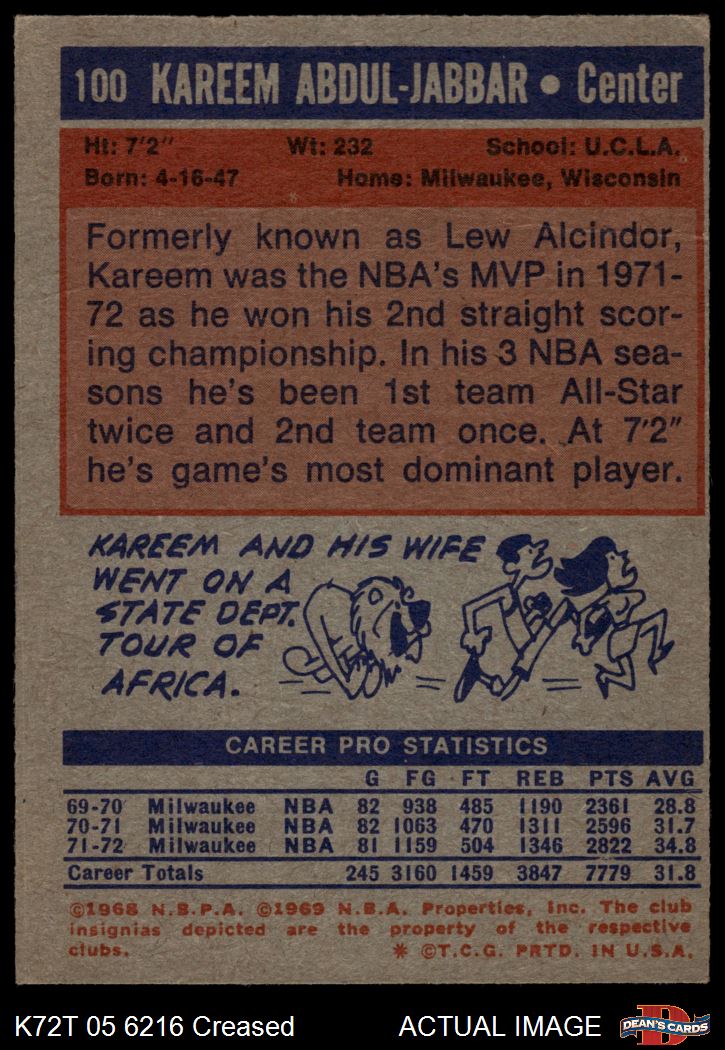 100 KAREEM ABDUL-JABBAR • Center
Ht: 7'2" Wt: 232 School: U.C.L.A.
Born: 4-16-47 Home: Milwaukee, Wisconsin
Formerly known as Lew Alcindor,
Kareem was the NBA's MVP in 1971-
72 as he won his 2nd straight scor-
ing championship. In his 3 NBA sea-
sons he's been 1st team All-Star
twice and 2nd team once. At 7'2"
he's game's most dominant player.
KAREEM AND HIS WIFE
WENT ON A
STATE DEPT.
TOUR OF
AFRICA.
CAREER PRO STATISTICS
G FG FT REB PTS AVG
69-70 Milwaukee NBA 82 938 485 1190 2361 28.8
70-71 Milwaukee NBA 82 1063 470 1311 2596 31.7
71-72 Milwaukee NBA 81 1159 504 1346 2822 34.8
Career Totals 245 3160 1459 3847 7779 31.8
©1968 N.B.P.A. ©1969 N.B.A. Properties, Inc. The club
insignias depicted are the property of the respective
clubs. * ©T.C.G. PRTD. IN U.S.A.
K72T 05 6216 Creased ACTUAL IMAGE
D
DEAN'S CARDS